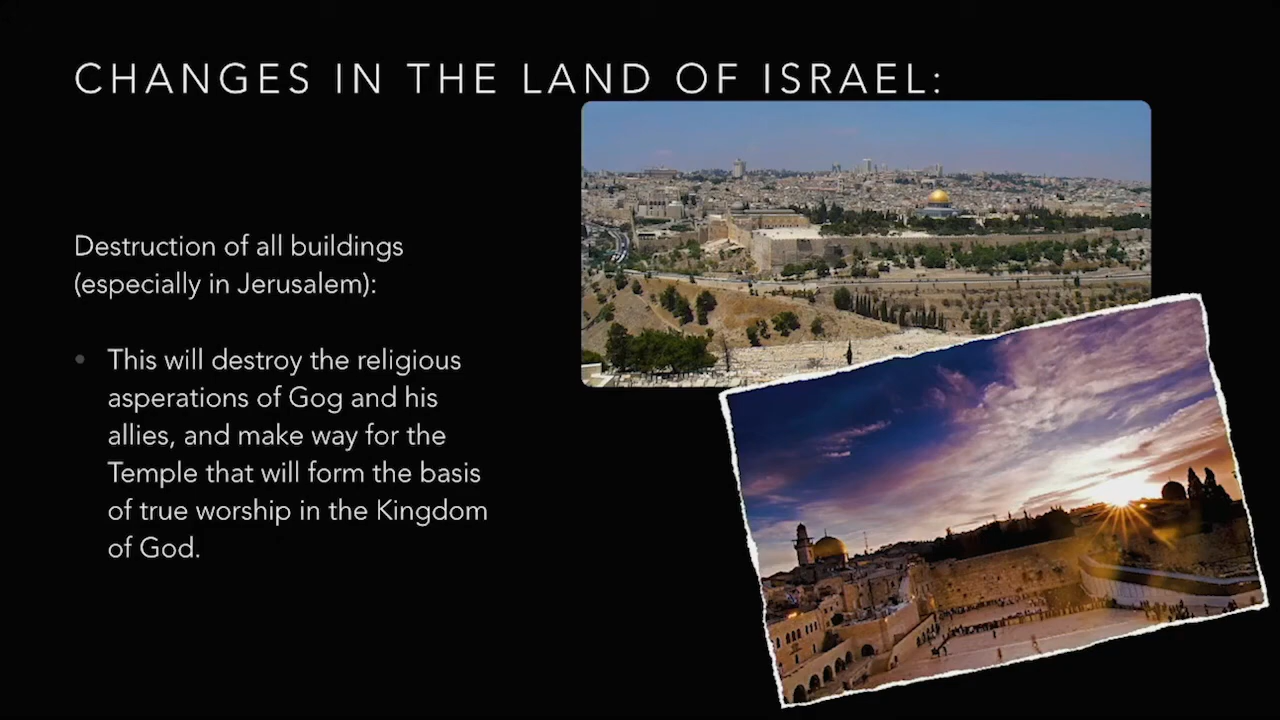 CHANGES IN THE LAND OF ISRAEL:
Destruction of all buildings
(especially in Jerusalem):
• This will destroy the religious
asperations of Gog and his
allies, and make way for the
Temple that will form the basis
of true worship in the Kingdom
of God.